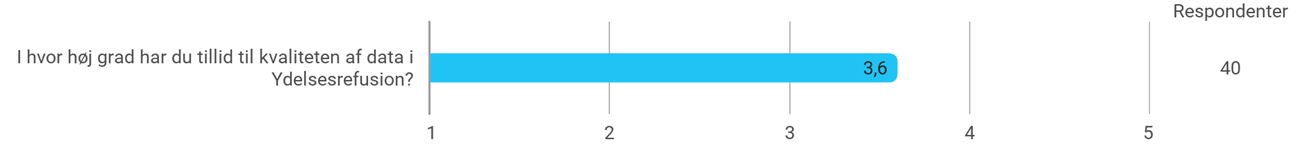 Respondenter
I hvor høj grad har du tillid til kvaliteten af data i
Ydelsesrefusion?
3,6
40
1 2 3 4 5